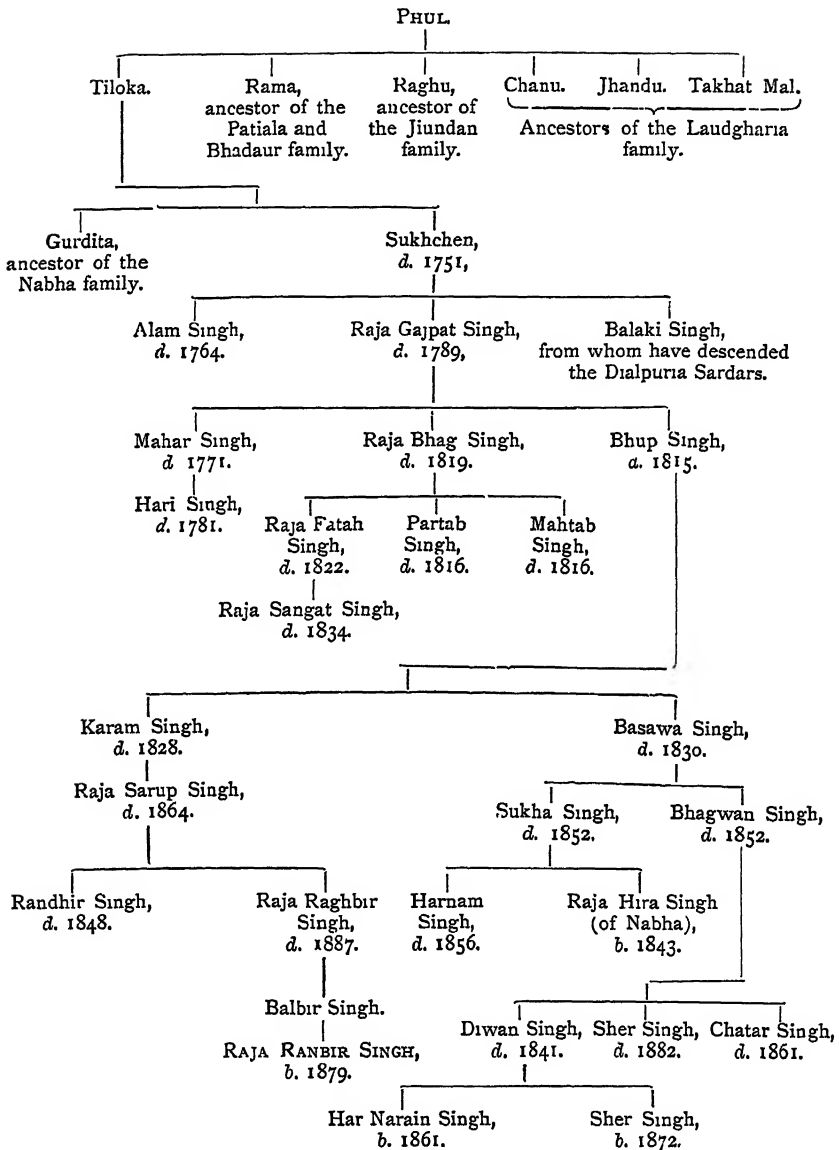 PHUL.
Tiloka.
Rama,
ancestor of the
Patiala and
Bhadaur family.
Raghu,
ancestor of
the Jiundan
family.
Chanu. Jhandu. Takhat Mal.
Ancestors of the Laudgharia
family.
Gurdita,
ancestor of the
Nabha family.
Sukhchen,
d. 1751,
Alam Singh,
d. 1764.
Raja Gajpat Singh,
d. 1789,
Balaki Singh,
from whom have descended
the Dialpuria Sardars.
Mahar Singh,
d 1771.
Hari Singh,
d. 1781.
Raja Bhag Singh,
d. 1819.
Bhup Singh,
a. 1815.
Raja Fatah
Singh,
d. 1822.
Partab
Singh,
d. 1816.
Mahtab
Singh,
d. 1816.
Raja Sangat Singh,
d. 1834.
Karam Singh,
d. 1828.
Basawa Singh,
d. 1830.
Raja Sarup Singh,
d. 1864.
Sukha Singh,
d. 1852.
Bhagwan Singh,
d. 1852.
Randhir Singh,
d. 1848.
Raja Raghbir
Singh,
d. 1887.
Harnam
Singh,
d. 1856.
Raja Hira Singh
(of Nabha),
b. 1843.
Balbir Singh.
RAJA RANBIR SINGH,
b. 1879.
Diwan Singh,
d. 1841.
Sher Singh,
d. 1882.
Chatar Singh,
d. 1861.
Har Narain Singh,
b. 1861.
Sher Singh,
b. 1872.